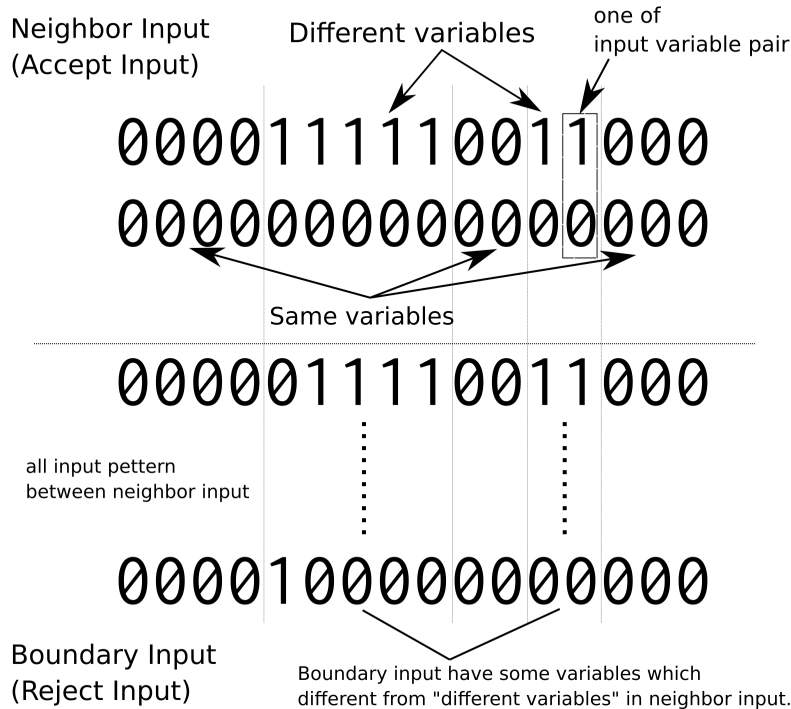 Neighbor Input
(Accept Input)
Different variables
one of
input variable pair
0000111110011000
0000000000000000
Same variables
0000011110011000
all input pettern
between neighbor input
0000100000000000
Boundary Input
(Reject Input)
Boundary input have some variables which
different from "different variables" in neighbor input.